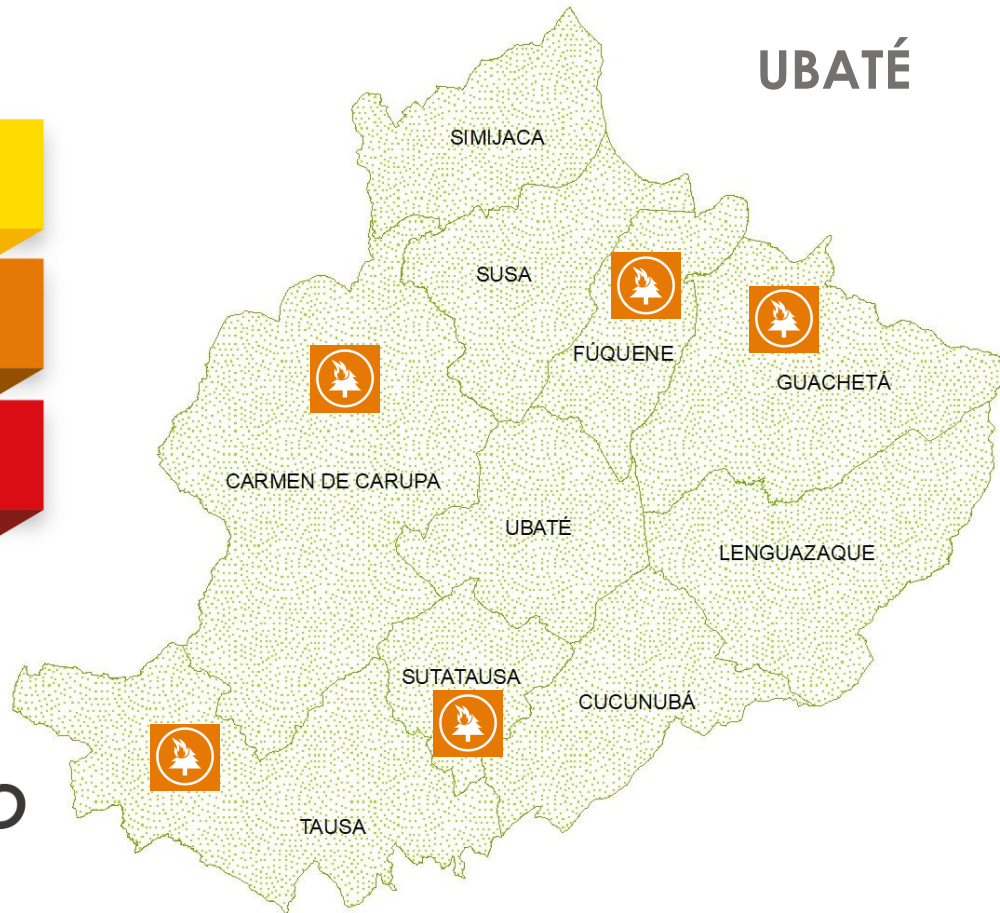 UBATÉ
SIMIJACA
SUSA
FÚQUENE
GUACHETÁ
CARMEN DE CARUPA
UBATÉ
LENGUAZAQUE
SUTATAUSA
CUCUNUBÁ
TAUSA